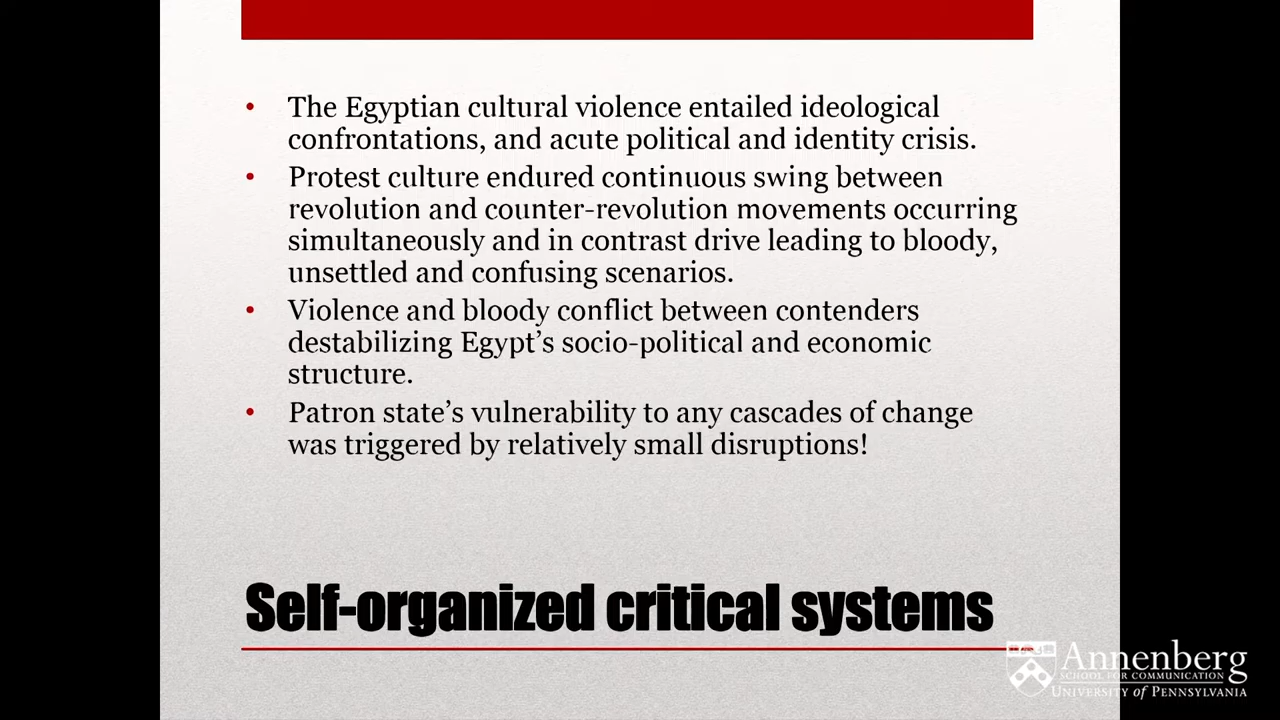 • The Egyptian cultural violence entailed ideological
confrontations, and acute political and identity crisis.
• Protest culture endured continuous swing between
revolution and counter-revolution movements occurring
simultaneously and in contrast drive leading to bloody,
unsettled and confusing scenarios.
• Violence and bloody conflict between contenders
destabilizing Egypt’s socio-political and economic
structure.
• Patron state’s vulnerability to any cascades of change
was triggered by relatively small disruptions!
Self-organized critical systems
Annenberg
SCHOOL FOR COMMUNICATION
UNIVERSITY of PENNSYLVANIA